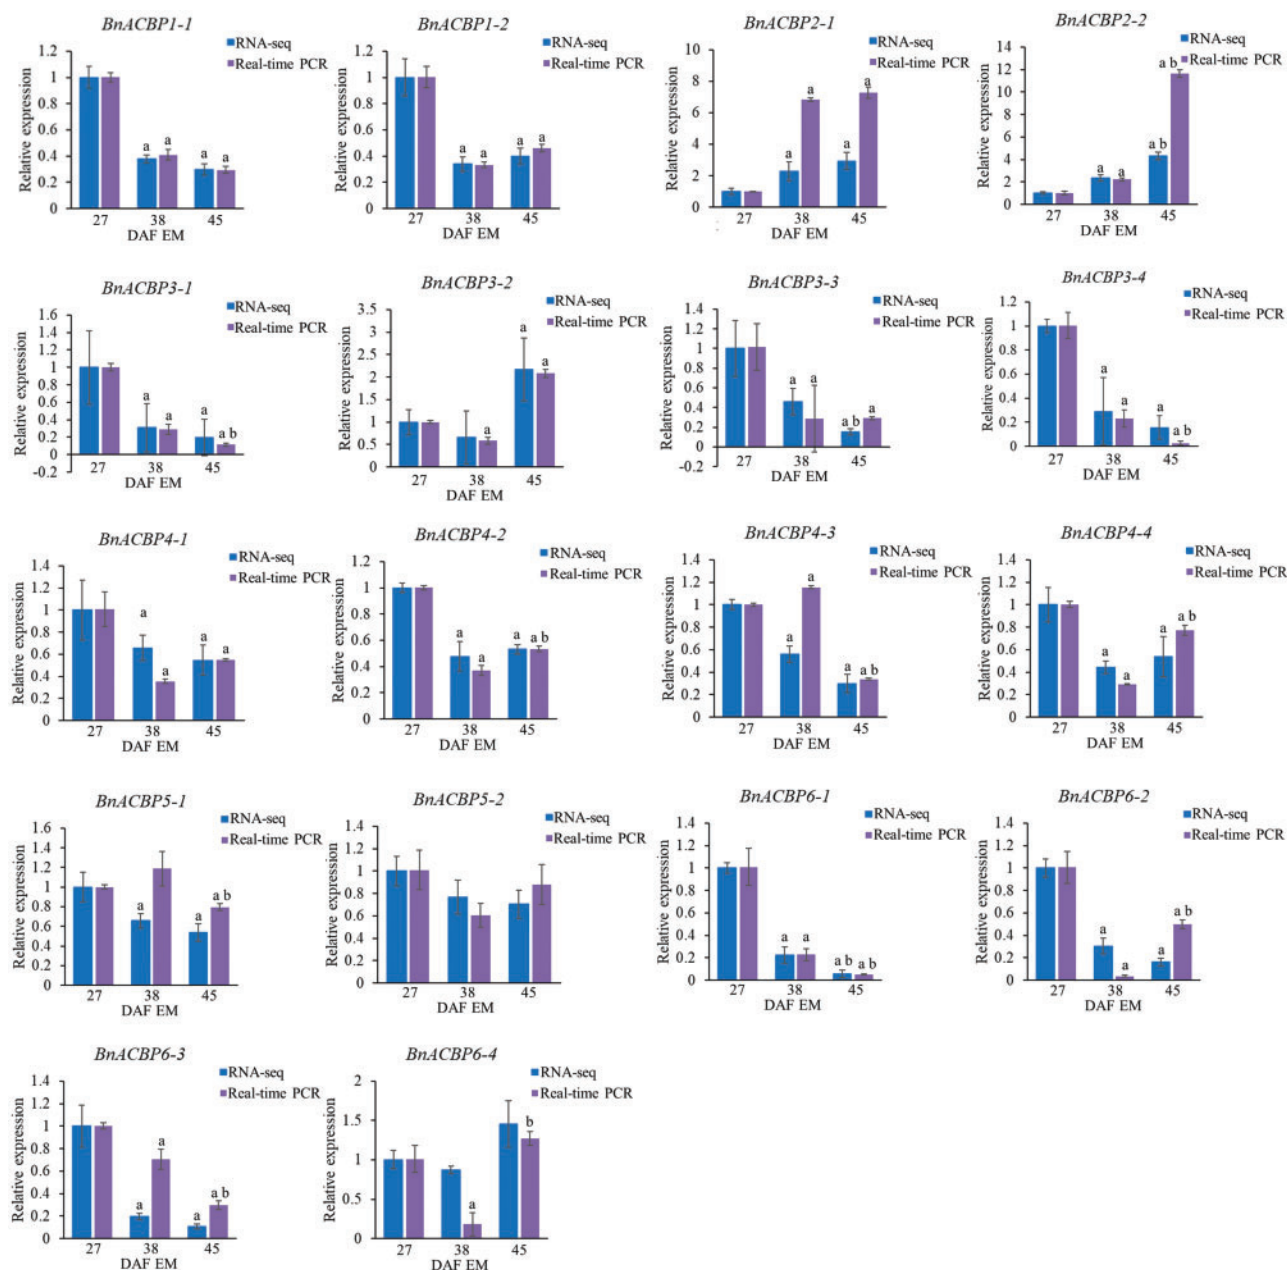 BnACBP1-1
RNA-seq
Real-time PCR
Relative expression
1.2
1
0.8
0.6
0.4
0.2
0
a a
a a
27 38 45
DAF EM
BnACBP1-2
RNA-seq
Real-time PCR
Relative expression
1.2
1
0.8
0.6
0.4
0.2
0
a a
a a
27 38 45
DAF EM
BnACBP2-1
RNA-seq
Real-time PCR
Relative expression
10
8
6
4
2
0
a a
a a
27 38 45
DAF EM
BnACBP2-2
RNA-seq
Real-time PCR
Relative expression
14
12
10
8
6
4
2
0
a a
a b a b
27 38 45
DAF EM
BnACBP3-1
RNA-seq
Real-time PCR
Relative expression
1.6
1.4
1.2
1
0.8
0.6
0.4
0.2
0
-0.2
a a
a a b
27 38 45
DAF EM
BnACBP3-2
RNA-seq
Real-time PCR
Relative expression
3.5
3
2.5
2
1.5
1
0.5
0
a
a a
27 38 45
DAF EM
BnACBP3-3
RNA-seq
Real-time PCR
Relative expression
1.4
1.2
1
0.8
0.6
0.4
0.2
0
-0.2
a a
a b a
27 38 45
DAF EM
BnACBP3-4
RNA-seq
Real-time PCR
Relative expression
1.2
1
0.8
0.6
0.4
0.2
0
a a
a a b
27 38 45
DAF EM
BnACBP4-1
RNA-seq
Real-time PCR
Relative expression
1.4
1.2
1
0.8
0.6
0.4
0.2
0
a a
a a
27 38 45
DAF EM
BnACBP4-2
RNA-seq
Real-time PCR
Relative expression
1.2
1
0.8
0.6
0.4
0.2
0
a a
a a b
27 38 45
DAF EM
BnACBP4-3
RNA-seq
Real-time PCR
Relative expression
1.4
1.2
1
0.8
0.6
0.4
0.2
0
a a
a a b
27 38 45
DAF EM
BnACBP4-4
RNA-seq
Real-time PCR
Relative expression
1.4
1.2
1
0.8
0.6
0.4
0.2
0
a a
a a b
27 38 45
DAF EM
BnACBP5-1
RNA-seq
Real-time PCR
Relative expression
1.6
1.4
1.2
1
0.8
0.6
0.4
0.2
0
a
a a b
27 38 45
DAF EM
BnACBP5-2
RNA-seq
Real-time PCR
Relative expression
1.4
1.2
1
0.8
0.6
0.4
0.2
0
27 38 45
DAF EM
BnACBP6-1
RNA-seq
Real-time PCR
Relative expression
1.4
1.2
1
0.8
0.6
0.4
0.2
0
a a
a b a b
27 38 45
DAF EM
BnACBP6-2
RNA-seq
Real-time PCR
Relative expression
1.4
1.2
1
0.8
0.6
0.4
0.2
0
a a
a a b
27 38 45
DAF EM
BnACBP6-3
RNA-seq
Real-time PCR
Relative expression
1.4
1.2
1
0.8
0.6
0.4
0.2
0
a a
a a b
27 38 45
DAF EM
BnACBP6-4
RNA-seq
Real-time PCR
Relative expression
2
1.5
1
0.5
0
a
b
27 38 45
DAF EM